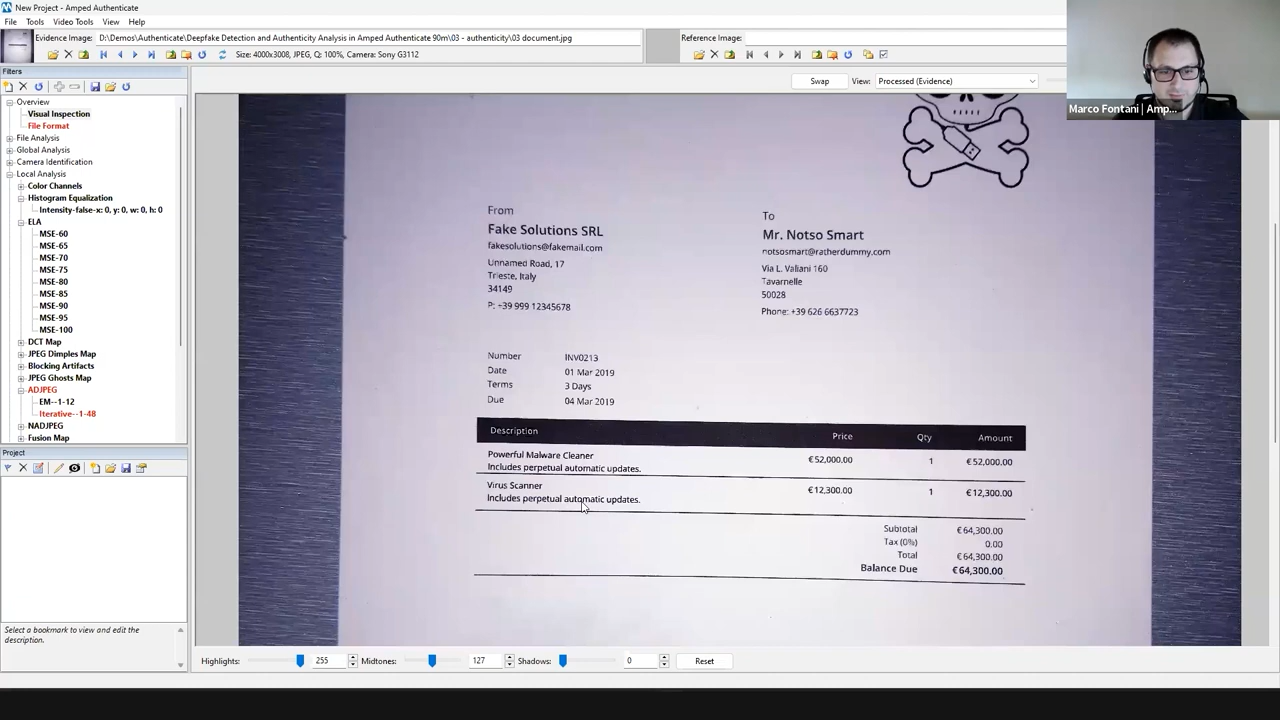 New Project - Amped Authenticate
File Tools Video Tools View Help
Evidence Image: D:\Demos\Authenticate\Deepfake Detection and Authenticity Analysis in Amped Authenticate 90m\03 - authenticity\03 document.jpg
Reference Image:
Size: 4000x3008, JPEG, Q: 100%, Camera: Sony G3112
Filters
Swap View: Processed (Evidence)
Overview
Visual Inspection
File Format
File Analysis
Global Analysis
Camera Identification
Local Analysis
Color Channels
Histogram Equalization
Intensity-false-x: 0, y: 0, w: 0, h: 0
ELA
MSE-60
MSE-65
MSE-70
MSE-75
MSE-80
MSE-85
MSE-90
MSE-95
MSE-100
DCT Map
JPEG Dimples Map
Blocking Artifacts
JPEG Ghosts Map
ADJPEG
EM--1-12
Iterative--1-48
NADJPEG
Fusion Map
Project
Select a bookmark to view and edit the
description.
Marco Fontani | Amp...
From
Fake Solutions SRL
fakesolutions@fakemail.com
Unnamed Road, 17
Trieste, Italy
34149
P: +39 999 12345678
To
Mr. Notso Smart
notsosmart@ratherdummy.com
Via L. Valiani 160
Tavarnelle
50028
Phone: +39 626 6637723
Number INV0213
Date 01 Mar 2019
Terms 3 Days
Due 04 Mar 2019
Description Price Qty Amount
Powerful Malware Cleaner €52,000.00 1 €52,000.00
Includes perpetual automatic updates.
Virus Scanner €12,300.00 1 €12,300.00
Includes perpetual automatic updates.
Subtotal €64,300.00
Tax (0%) 0.00
Total €64,300.00
Balance Due €64,300.00
Highlights: 255 Midtones: 127 Shadows: 0 Reset